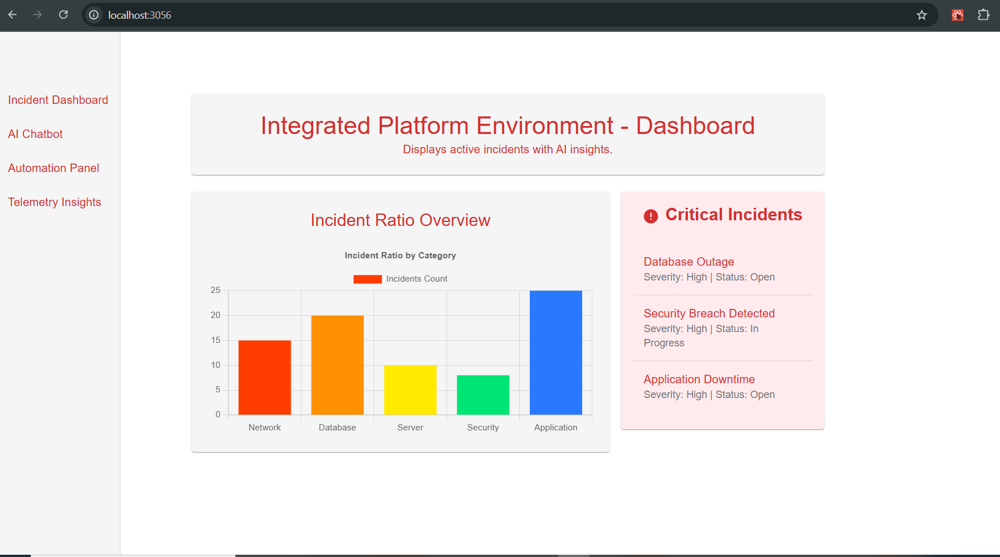 localhost:3056
Incident Dashboard
AI Chatbot
Automation Panel
Telemetry Insights
Integrated Platform Environment - Dashboard
Displays active incidents with AI insights.
Incident Ratio Overview
Incident Ratio by Category
Incidents Count
25
20
15
10
5
0
Network
Database
Server
Security
Application
Critical Incidents
Database Outage
Severity: High | Status: Open
Security Breach Detected
Severity: High | Status: In
Progress
Application Downtime
Severity: High | Status: Open